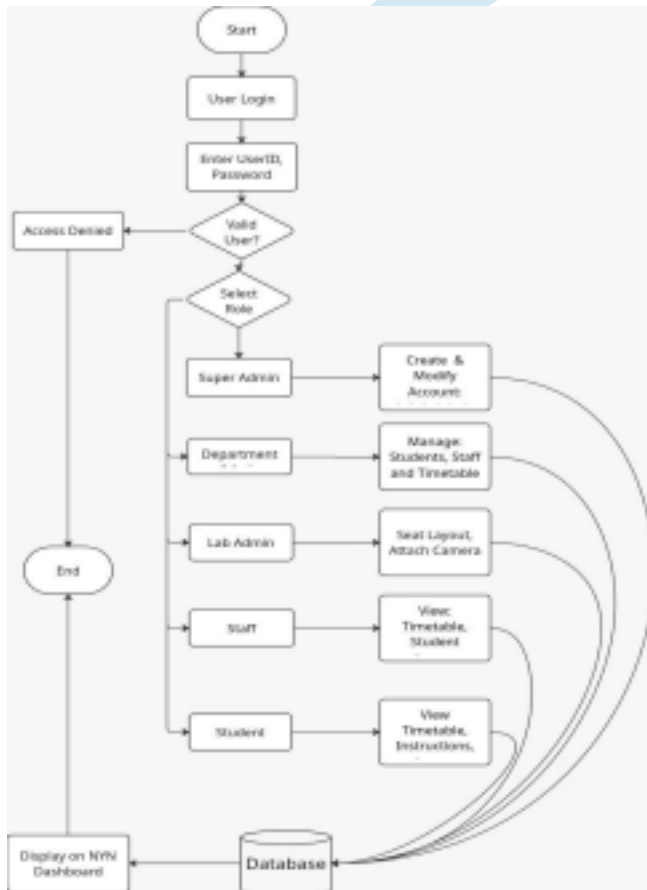 Start
User Login
Enter UserID,
Password
Valid
User?
Access Denied
Select
Role
Super Admin
Create &
Modify
Account:
Department
Manage:
Students, Staff
and Timetable
Lab Admin
Seat Layout,
Attach Camera
End
Staff
View:
Timetable,
Student
Student
View
Timetable,
Instructions,
Display on NYN
Dashboard
Database